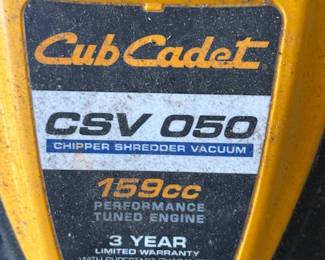 Cub Cadet
CSV 050
CHIPPER SHREDDER VACUUM
159cc
PERFORMANCE
TUNED ENGINE
3 YEAR
LIMITED WARRANTY